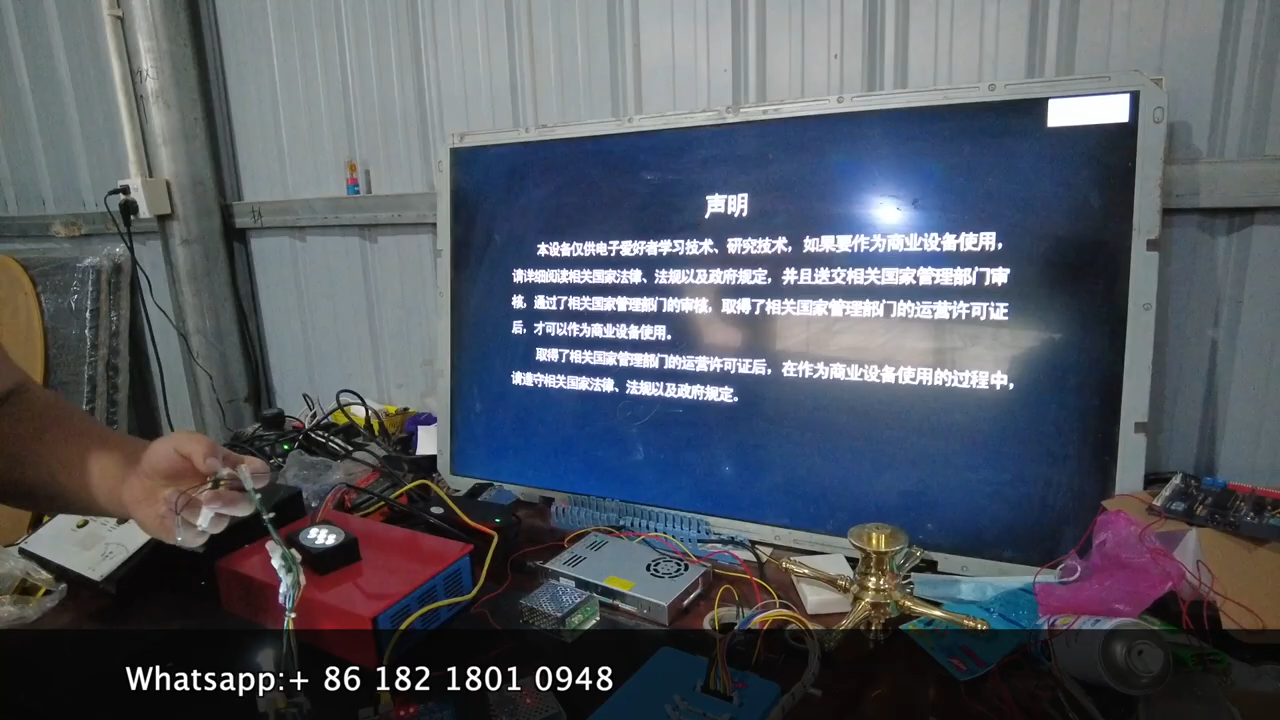 声明
本设备仅供电子爱好者学习技术、研究技术，如果要作为商业设备使用，
请详细阅读相关国家法律、法规以及政府规定，并且送交相关国家管理部门审
核，通过了相关国家管理部门的审核，取得了相关国家管理部门的运营许可证
后，才可以作为商业设备使用。
取得了相关国家管理部门的运营许可证后，在作为商业设备使用的过程中，
请遵守相关国家法律、法规以及政府规定。
Whatsapp:+ 86 182 1801 0948